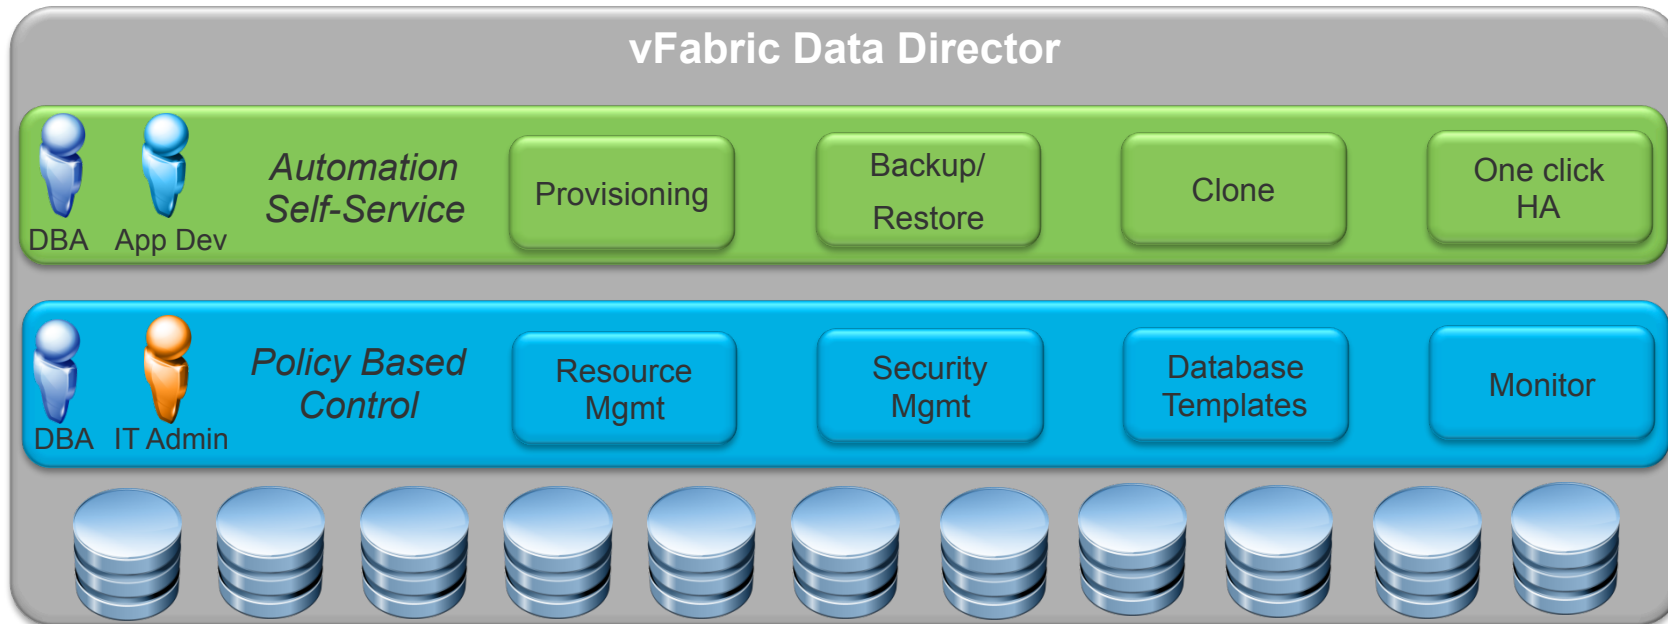 vFabric Data Director
Automation
Self-Service
Provisioning
Backup/
Restore
Clone
One click
HA
DBA
App Dev
Policy Based
Control
Resource
Mgmt
Security
Mgmt
Database
Templates
Monitor
DBA
IT Admin